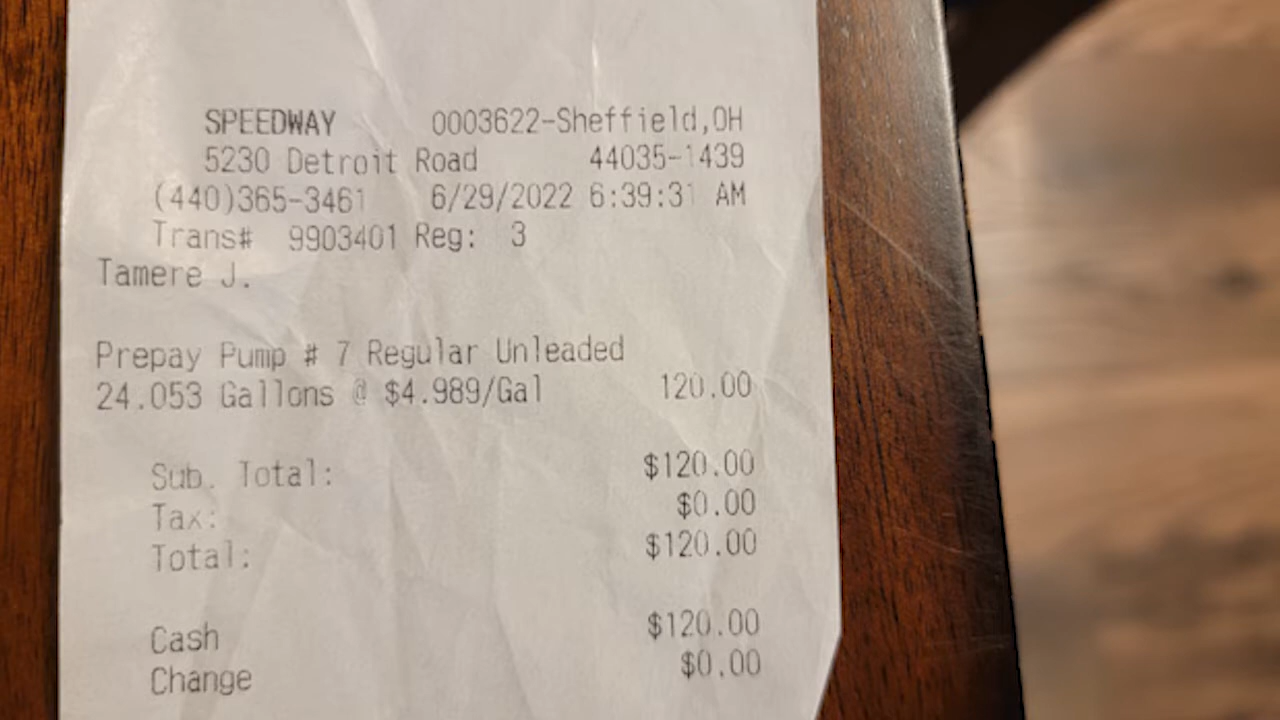 SPEEDWAY 0003622-Sheffield,OH
5230 Detroit Road 44035-1439
(440)365-3461 6/29/2022 6:39:31 AM
Trans# 9903401 Reg: 3
Tamere J.
Prepay Pump # 7 Regular Unleaded
24.053 Gallons @ $4.989/Gal 120.00
Sub. Total: $120.00
Tax: $0.00
Total: $120.00
Cash $120.00
Change $0.00